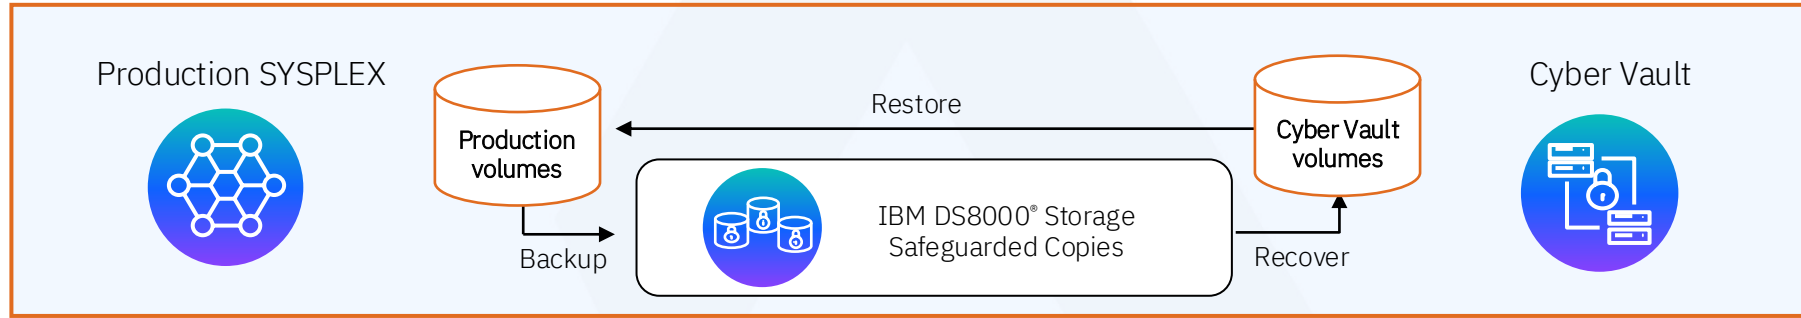 Production SYSPLEX
Production
volumes
Backup
Restore
IBM DS8000® Storage
Safeguarded Copies
Cyber Vault
volumes
Recover
Cyber Vault